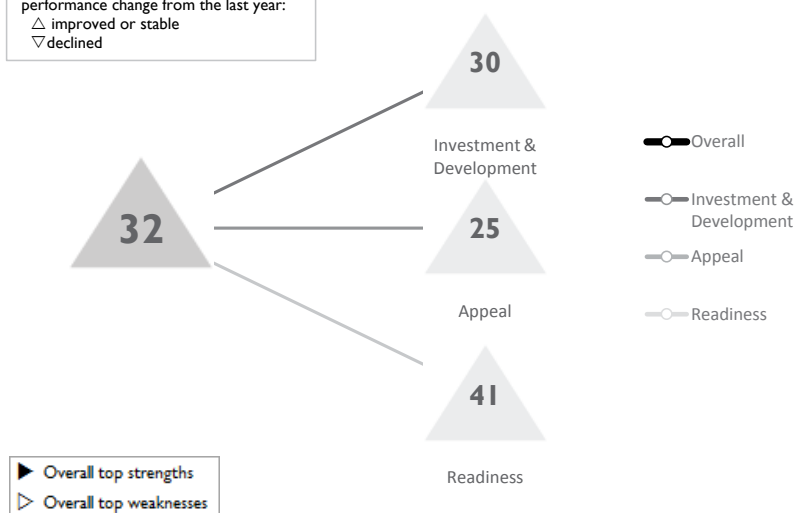 performance change from the last year:
△ improved or stable
▽ declined
30
Investment &
Development
32
25
Appeal
41
Readiness
Overall
Investment &
Development
Appeal
Readiness
▶ Overall top strengths
▷ Overall top weaknesses